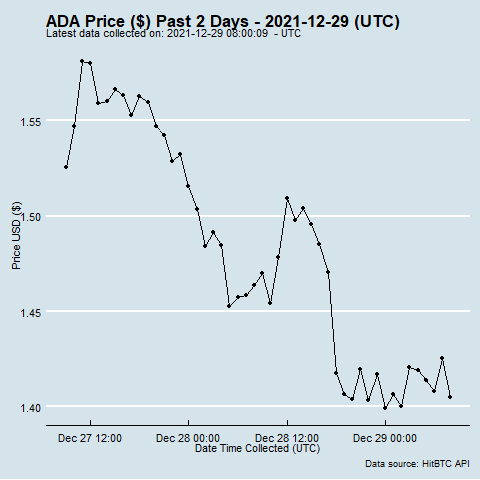 ADA Price ($) Past 2 Days - 2021-12-29 (UTC)
Latest data collected on: 2021-12-29 08:00:09  - UTC
1.55
1.50
1.45
1.40
Price USD ($)
Dec 27 12:00 Dec 28 00:00 Dec 28 12:00 Dec 29 00:00
Date Time Collected (UTC)
Data source: HitBTC API